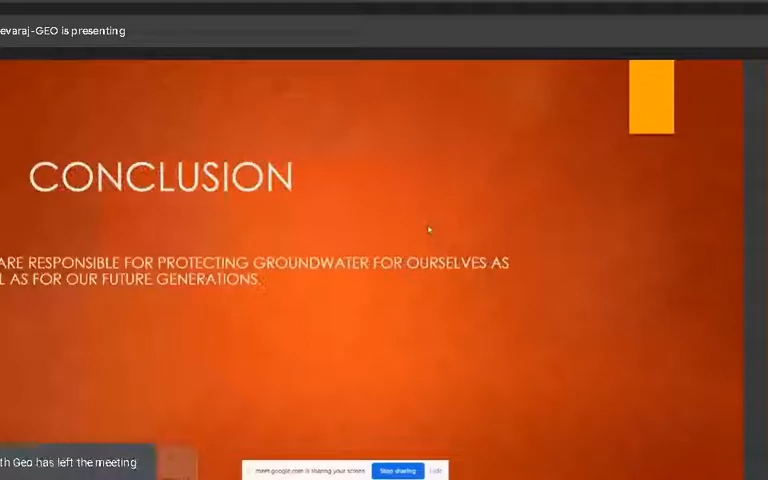 evaraj-GEO is presenting
CONCLUSION
ARE RESPONSIBLE FOR PROTECTING GROUNDWATER FOR OURSELVES AS
L AS FOR OUR FUTURE GENERATIONS.
th Geo has left the meeting
meet.google.com is sharing your screen Stop sharing Hide